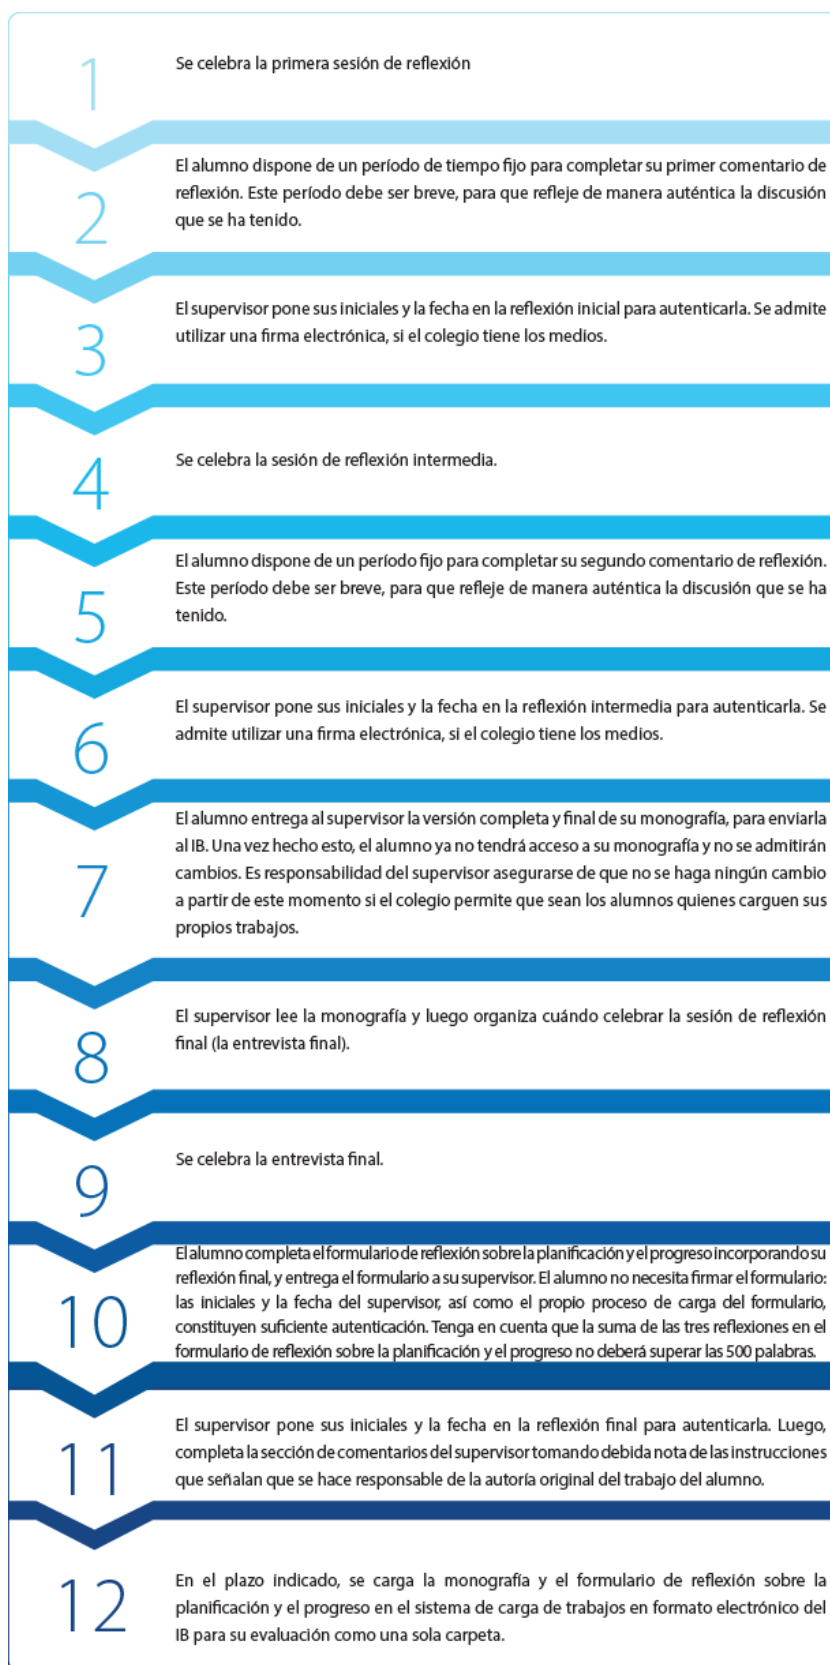 1
Se celebra la primera sesión de reflexión
2
El alumno dispone de un período de tiempo fijo para completar su primer comentario de
reflexión. Este período debe ser breve, para que refleje de manera auténtica la discusión
que se ha tenido.
3
El supervisor pone sus iniciales y la fecha en la reflexión inicial para autenticarla. Se admite
utilizar una firma electrónica, si el colegio tiene los medios.
4
Se celebra la sesión de reflexión intermedia.
5
El alumno dispone de un período fijo para completar su segundo comentario de reflexión.
Este período debe ser breve, para que refleje de manera auténtica la discusión que se ha
tenido.
6
El supervisor pone sus iniciales y la fecha en la reflexión intermedia para autenticarla. Se
admite utilizar una firma electrónica, si el colegio tiene los medios.
7
El alumno entrega al supervisor la versión completa y final de su monografía, para enviarla
al IB. Una vez hecho esto, el alumno ya no tendrá acceso a su monografía y no se admitirán
cambios. Es responsabilidad del supervisor asegurarse de que no se haga ningún cambio
a partir de este momento si el colegio permite que sean los alumnos quienes carguen sus
propios trabajos.
8
El supervisor lee la monografía y luego organiza cuándo celebrar la sesión de reflexión
final (la entrevista final).
9
Se celebra la entrevista final.
10
El alumno completa el formulario de reflexión sobre la planificación y el progreso incorporando su
reflexión final, y entrega el formulario a su supervisor. El alumno no necesita firmar el formulario:
las iniciales y la fecha del supervisor, así como el propio proceso de carga del formulario,
constituyen suficiente autenticación. Tenga en cuenta que la suma de las tres reflexiones en el
formulario de reflexión sobre la planificación y el progreso no deberá superar las 500 palabras.
11
El supervisor pone sus iniciales y la fecha en la reflexión final para autenticarla. Luego,
completa la sección de comentarios del supervisor tomando debida nota de las instrucciones
que señalan que se hace responsable de la autoría original del trabajo del alumno.
12
En el plazo indicado, se carga la monografía y el formulario de reflexión sobre la
planificación y el progreso en el sistema de carga de trabajos en formato electrónico del
IB para su evaluación como una sola carpeta.